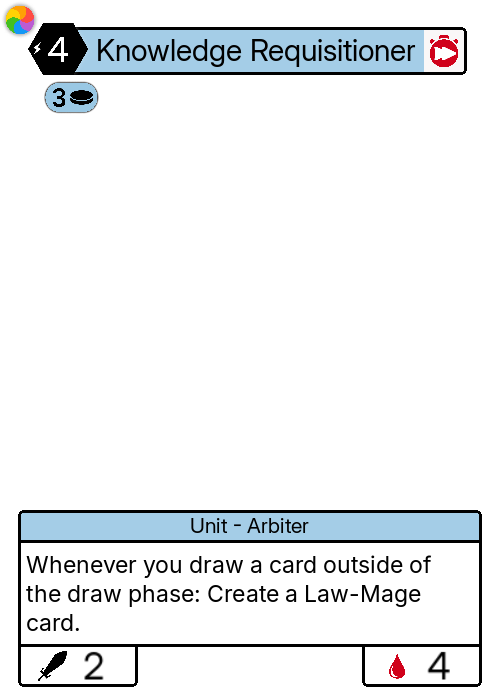 4 Knowledge Requisitioner
3
Unit - Arbiter
Whenever you draw a card outside of
the draw phase: Create a Law-Mage
card.
2 4